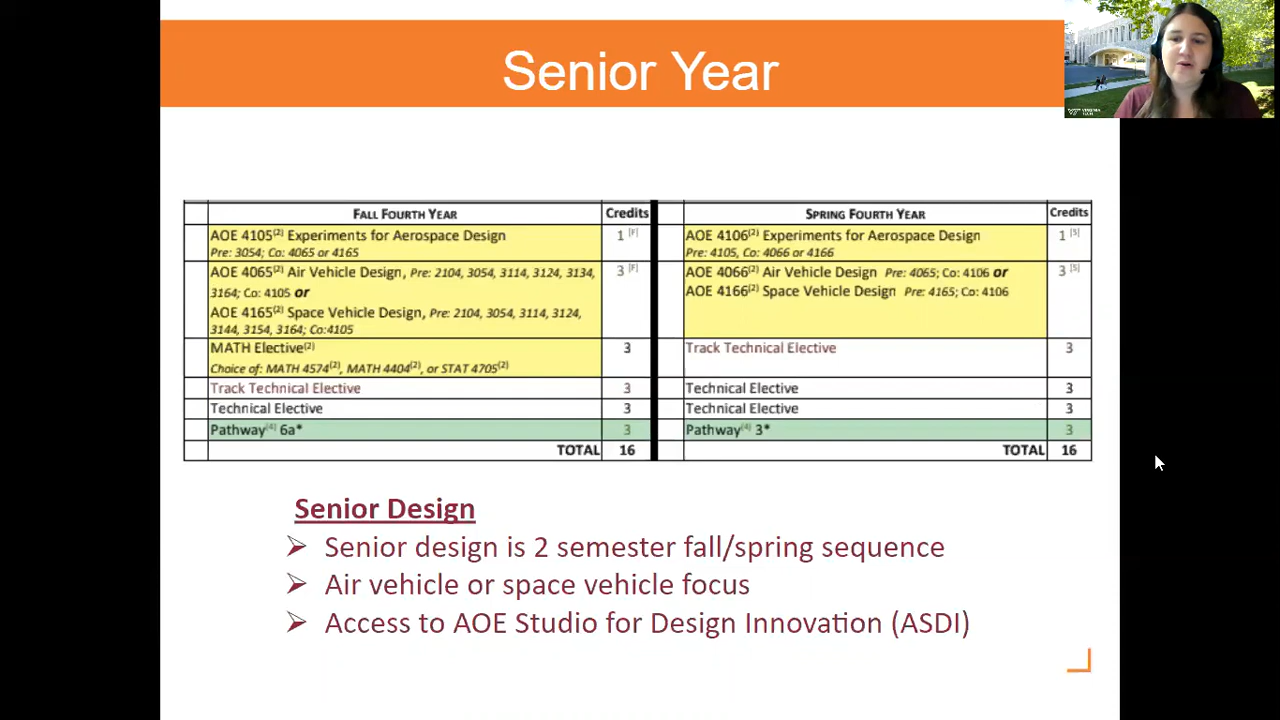 Senior Year
FALL FOURTH YEAR Credits
AOE 4105(2) Experiments for Aerospace Design 1 [F]
Pre: 3054; Co: 4065 or 4165
AOE 4065(2) Air Vehicle Design, Pre: 2104, 3054, 3114, 3124, 3134, 3 [F]
3164; Co: 4105 or
AOE 4165(2) Space Vehicle Design, Pre: 2104, 3054, 3114, 3124,
3144, 3154, 3164; Co:4105
MATH Elective(2) 3
Choice of: MATH 4574(2), MATH 4404(2), or STAT 4705(2)
Track Technical Elective 3
Technical Elective 3
Pathway(4) 6a* 3
TOTAL 16
SPRING FOURTH YEAR Credits
AOE 4106(2) Experiments for Aerospace Design 1 [S]
Pre: 4105, Co: 4066 or 4166
AOE 4066(2) Air Vehicle Design Pre: 4065; Co: 4106 or 3 [S]
AOE 4166(2) Space Vehicle Design Pre: 4165; Co: 4106
Track Technical Elective 3
Technical Elective 3
Technical Elective 3
Pathway(4) 3* 3
TOTAL 16
Senior Design
➢ Senior design is 2 semester fall/spring sequence
➢ Air vehicle or space vehicle focus
➢ Access to AOE Studio for Design Innovation (ASDI)